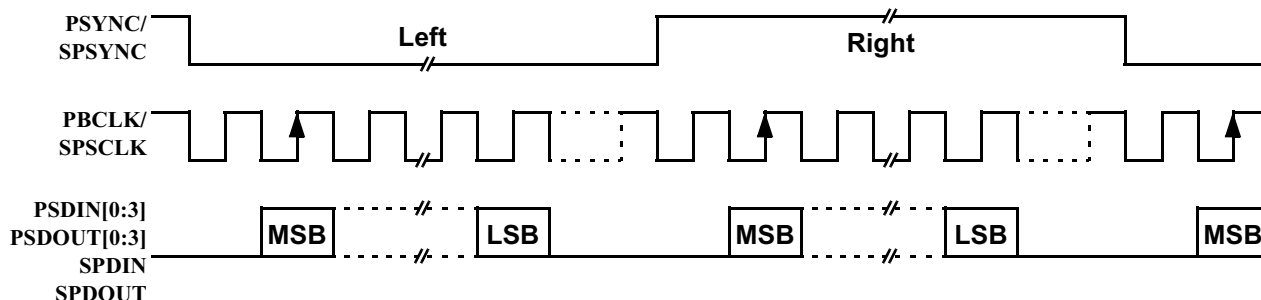 PSYNC/
SPSYNC
Left
Right
PBCLK/
SPSCLK
PSDIN[0:3]
PSDOUT[0:3]
SPDIN
SPDOUT
MSB
LSB
MSB
LSB
MSB